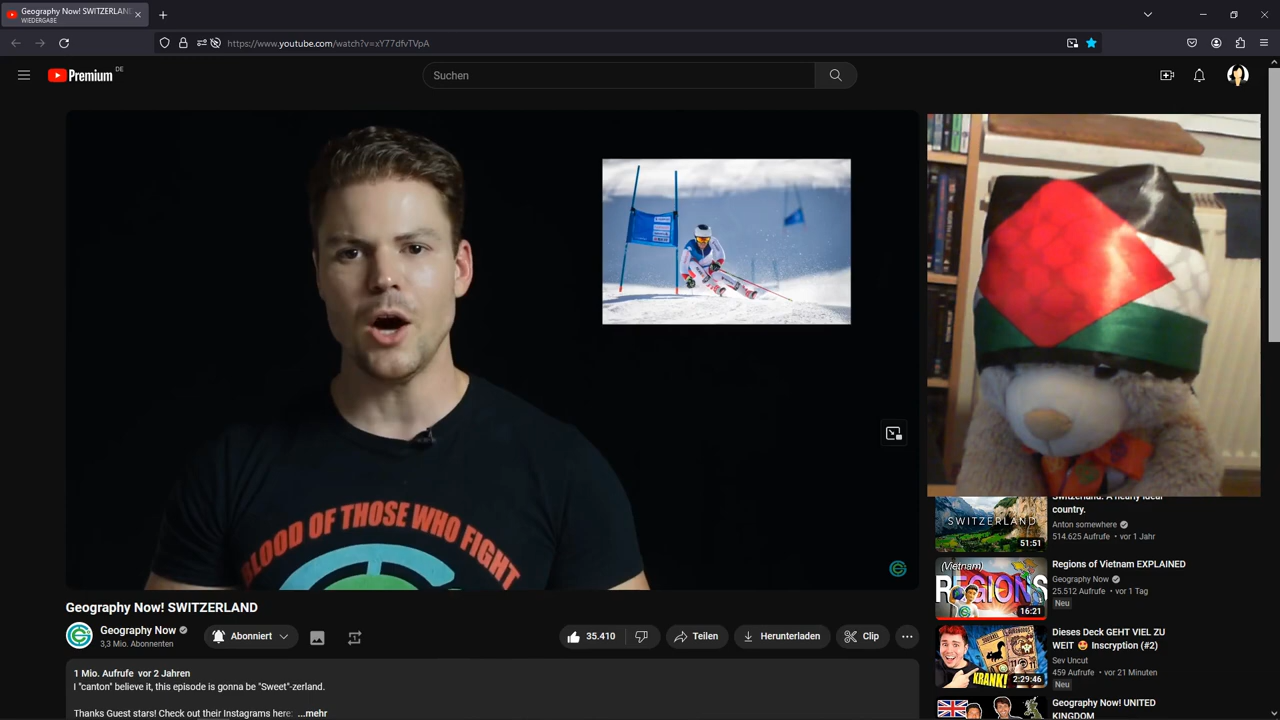 Geography Now! SWITZERLAND
WIEDERGABE
https://www.youtube.com/watch?v=xY77dfvTVpA
Premium DE
Suchen
BLOOD OF THOSE WHO FIGHT
Geography Now! SWITZERLAND
Geography Now
3,3 Mio. Abonnenten
Abonniert
35.410
Teilen
Herunterladen
Clip
1 Mio. Aufrufe vor 2 Jahren
I "canton" believe it, this episode is gonna be "Sweet"-zerland.
Thanks Guest stars! Check out their Instagrams here: ...mehr
SWITZERLAND
51:51
Switzerland. A nearly ideal
country.
Anton somewhere
514.625 Aufrufe • vor 1 Jahr
(Vietnam)
REGIONS
16:21
Regions of Vietnam EXPLAINED
Geography Now
25.512 Aufrufe • vor 1 Tag
Neu
KRANK!
2:29:46
Dieses Deck GEHT VIEL ZU
WEIT 🤩 Inscryption (#2)
Sev Uncut
459 Aufrufe • vor 21 Minuten
Neu
Geography Now! UNITED
KINGDOM